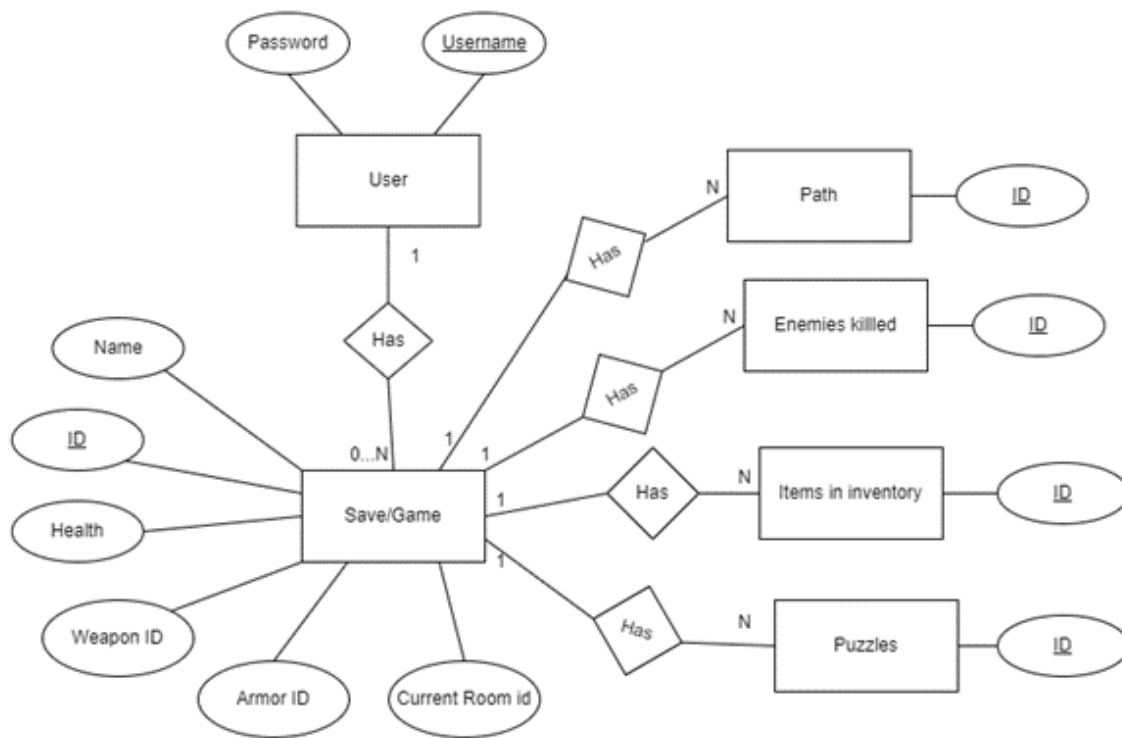 Password
Username
User
1
Has
0...N
Name
ID
Health
Weapon ID
Armor ID
Current Room id
Save/Game
1
Has
N
Path
ID
1
Has
N
Enemies killled
ID
1
Has
N
Items in inventory
ID
1
Has
N
Puzzles
ID